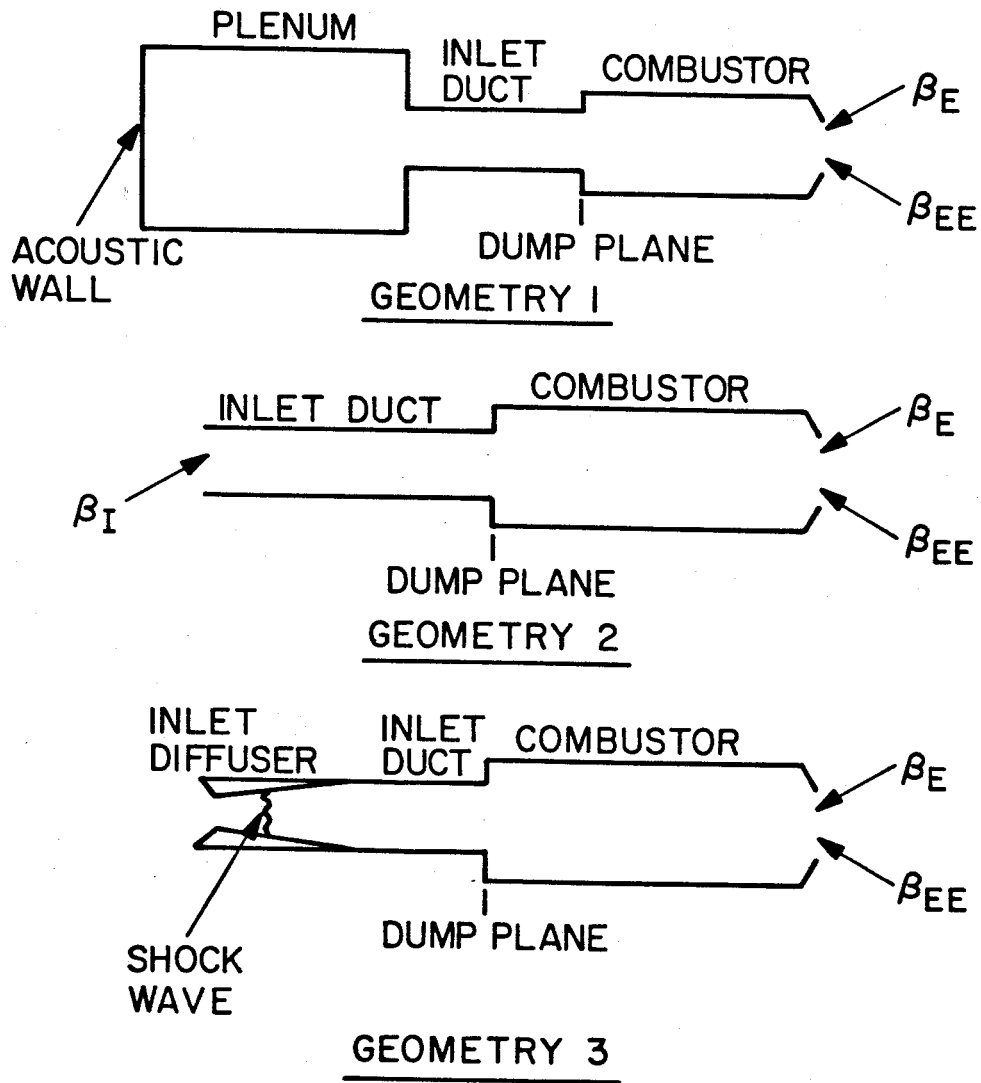 PLENUM
INLET
DUCT
COMBUSTOR
βE
βEE
ACOUSTIC
WALL
DUMP PLANE
GEOMETRY 1
INLET DUCT
COMBUSTOR
βE
βI
βEE
DUMP PLANE
GEOMETRY 2
INLET
DIFFUSER
INLET
DUCT
COMBUSTOR
βE
βEE
DUMP PLANE
SHOCK
WAVE
GEOMETRY 3